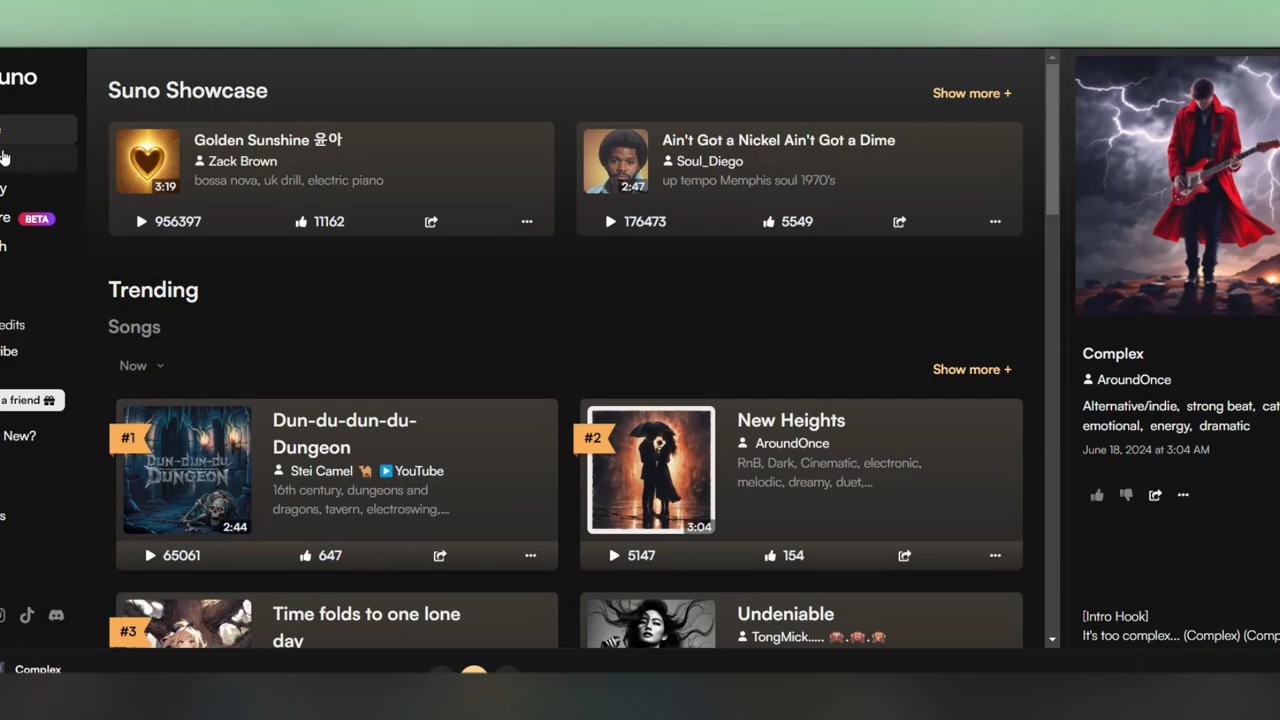 uno
e
y
re BETA
h
edits
ibe
a friend
New?
s
Suno Showcase
Show more +
3:19
Golden Sunshine 윤아
Zack Brown
bossa nova, uk drill, electric piano
956397
11162
...
2:47
Ain't Got a Nickel Ain't Got a Dime
Soul_Diego
up tempo Memphis soul 1970's
176473
5549
...
Trending
Songs
Now
Show more +
#1
DUN-DUN-DU
DUNGEON
2:44
Dun-du-dun-du-
Dungeon
Stei Camel 🐪 ▶️YouTube
16th century, dungeons and
dragons, tavern, electroswing,...
65061
647
...
#2
3:04
New Heights
AroundOnce
RnB, Dark, Cinematic, electronic,
melodic, dreamy, duet,...
5147
154
...
#3
Time folds to one lone
day
Undeniable
TongMick..... 🙈.🙉.🙊
Complex
AroundOnce
Alternative/indie, strong beat, cat
emotional, energy, dramatic
June 18, 2024 at 3:04 AM
...
[Intro Hook]
It's too complex... (Complex) (Comp
Complex